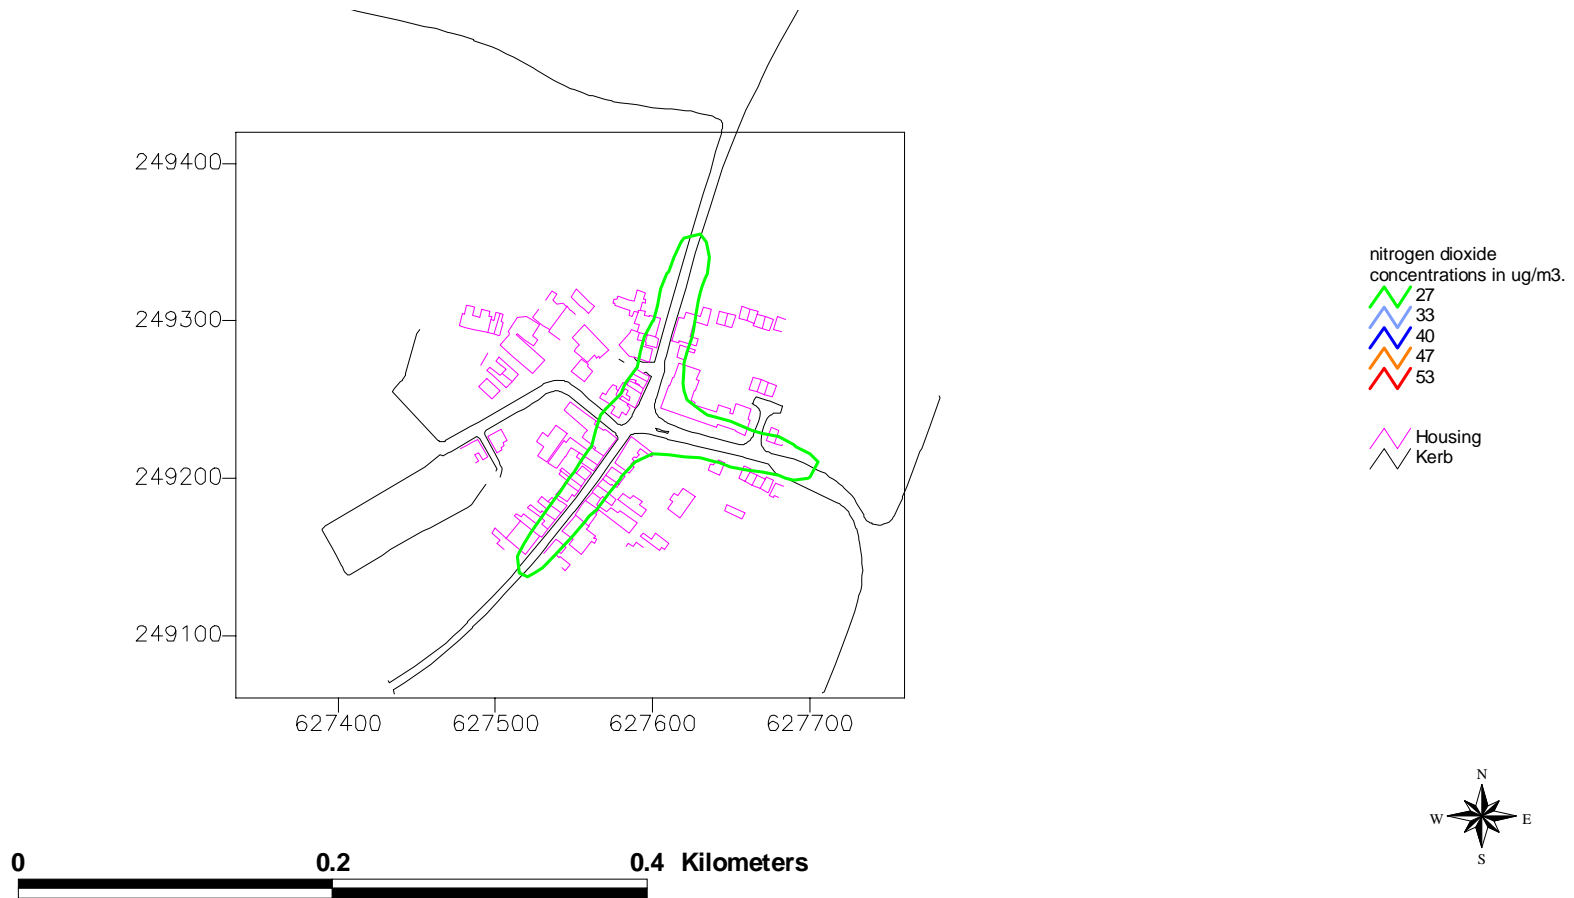 249400
249300
249200
249100
627400 627500 627600 627700
nitrogen dioxide
concentrations in ug/m3.
27
33
40
47
53
Housing
Kerb
N
W E
S
0 0.2 0.4 Kilometers